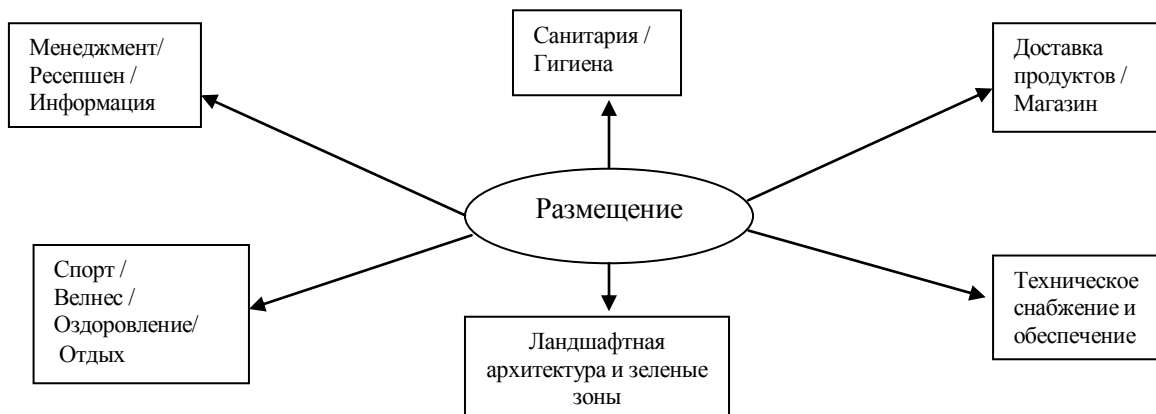 Менеджмент/
Ресепшен /
Информация
Санитария /
Гигиена
Доставка
продуктов /
Магазин
Размещение
Спорт /
Велнес /
Оздоровление/
Отдых
Ландшафтная
архитектура и зеленые
зоны
Техническое
снабжение и
обеспечение